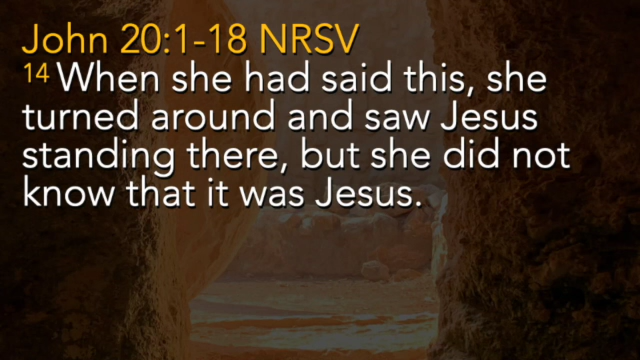 John 20:1-18 NRSV
14 When she had said this, she
turned around and saw Jesus
standing there, but she did not
know that it was Jesus.